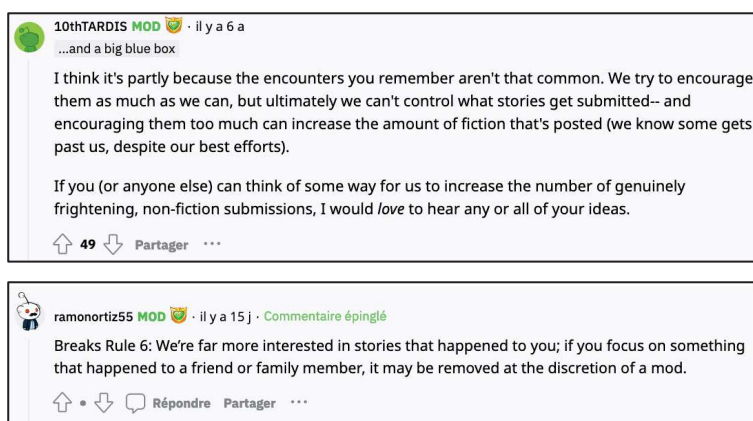 10thTARDIS MOD · il y a 6 a
...and a big blue box
I think it's partly because the encounters you remember aren't that common. We try to encourage
them as much as we can, but ultimately we can't control what stories get submitted-- and
encouraging them too much can increase the amount of fiction that's posted (we know some gets
past us, despite our best efforts).
If you (or anyone else) can think of some way for us to increase the number of genuinely
frightening, non-fiction submissions, I would love to hear any or all of your ideas.
49 Partager ···
ramonortiz55 MOD · il y a 15 j · Commentaire épinglé
Breaks Rule 6: We’re far more interested in stories that happened to you; if you focus on something
that happened to a friend or family member, it may be removed at the discretion of a mod.
• Répondre Partager ···